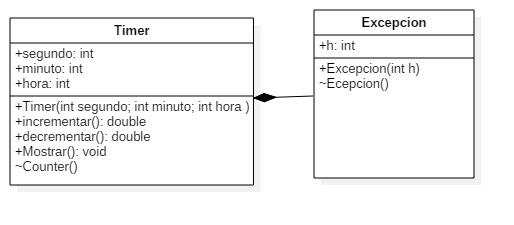 Timer
+segundo: int
+minuto: int
+hora: int
+Timer(int segundo; int minuto; int hora )
+incrementar(): double
+decrementar(): double
+Mostrar(): void
~Counter()
Excepcion
+h: int
+Excepcion(int h)
~Ecepcion()